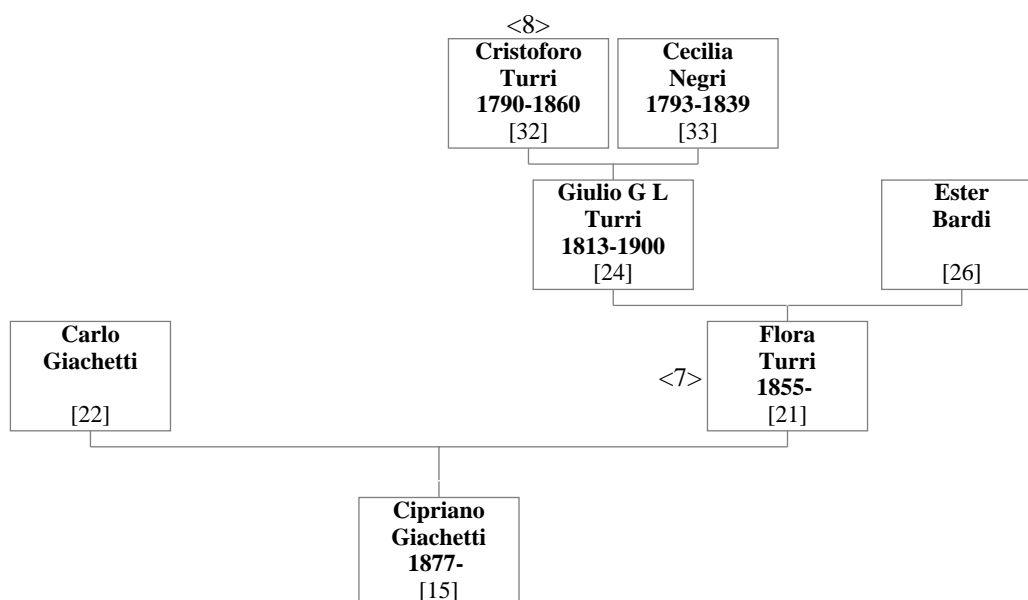 <8>
Cristoforo
Turri
1790-1860
[32]
Cecilia
Negri
1793-1839
[33]
Giulio G L
Turri
1813-1900
[24]
Ester
Bardi
[26]
Carlo
Giachetti
[22]
<7>
Flora
Turri
1855-
[21]
Cipriano
Giachetti
1877-
[15]